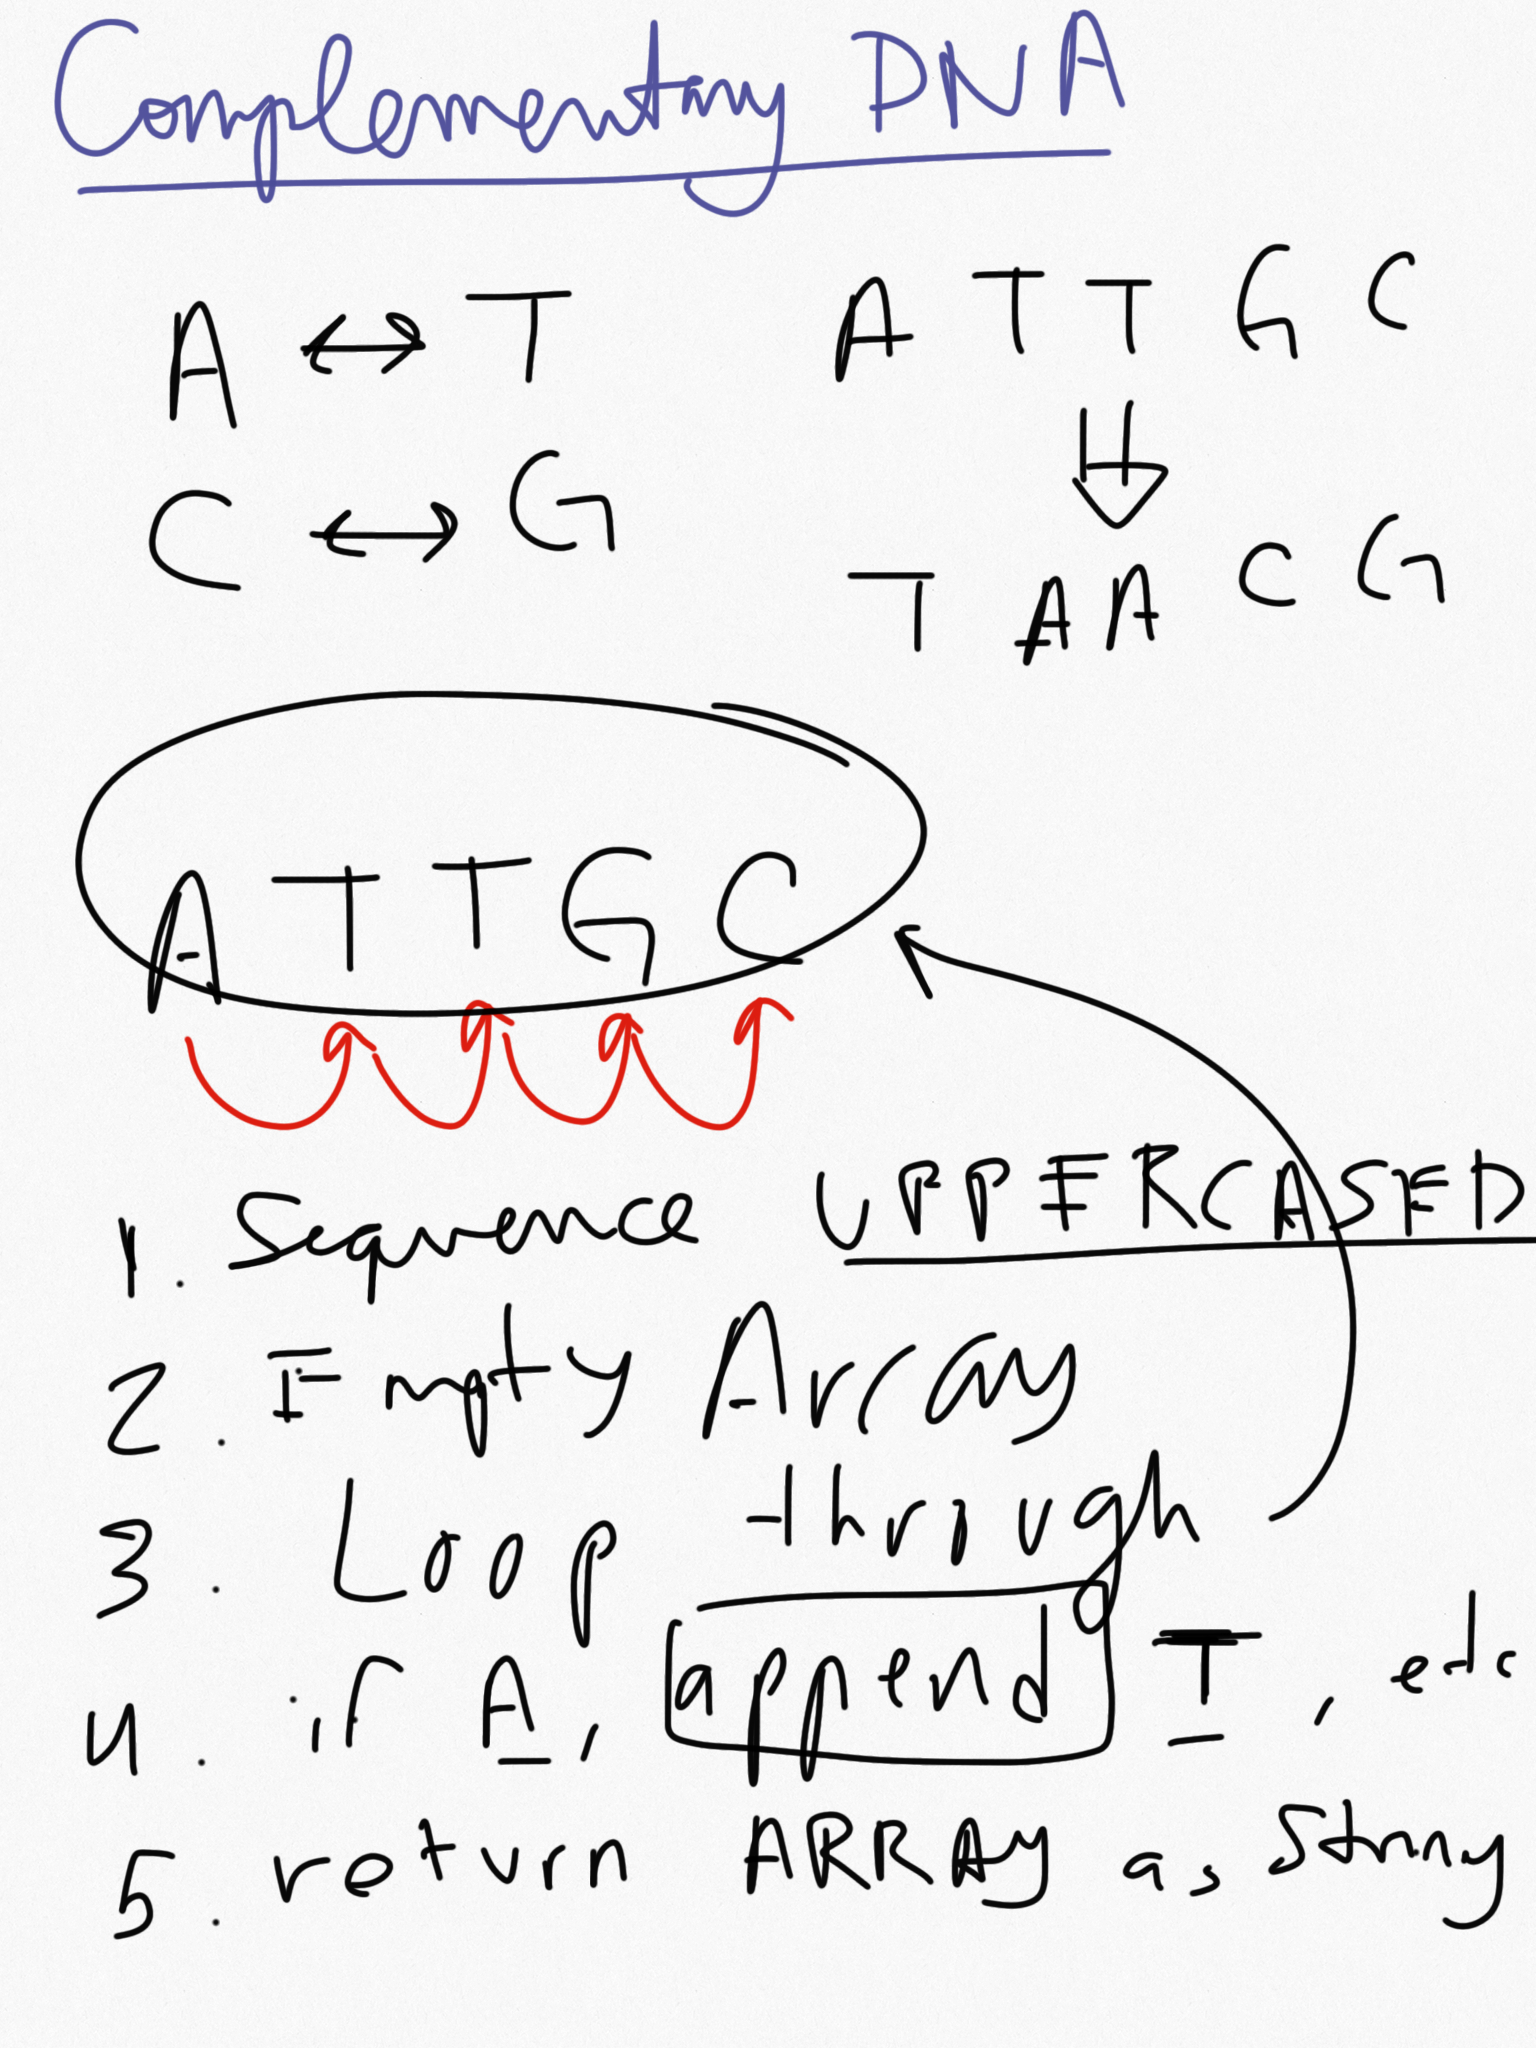 Complementry DNA
A ↔ T
C ↔ G
A T T G C
T A A C G
A T T G C
1. Sequence UPPERCASED
2. Empty Array
3. Loop through
4. if A, append T, etc
5. return ARRAY as String